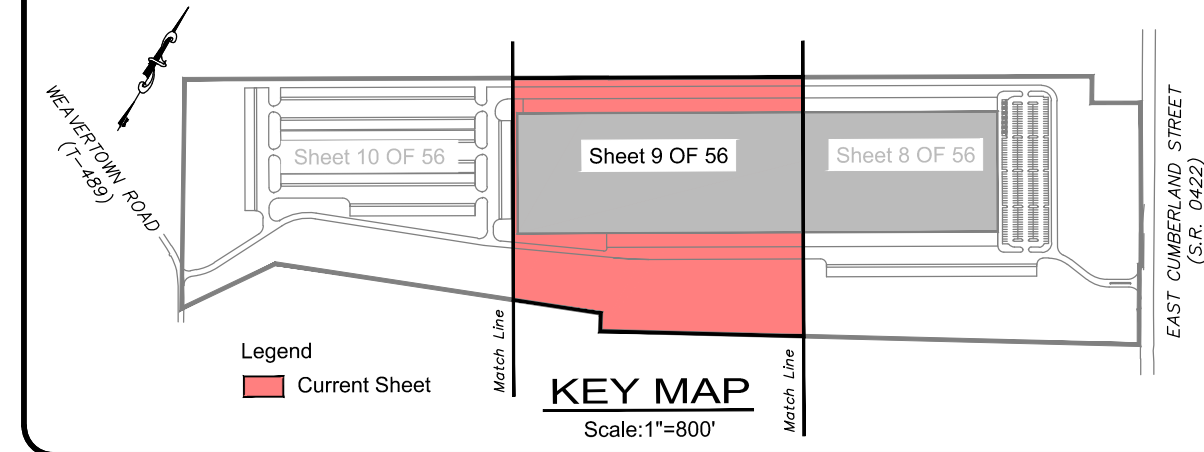 WEAVERTOWN ROAD
(T-489)
Sheet 10 OF 56
Sheet 9 OF 56
Sheet 8 OF 56
EAST CUMBERLAND STREET
(S.R. 0422)
Legend
Current Sheet
Match Line
Match Line
KEY MAP
Scale:1"=800'